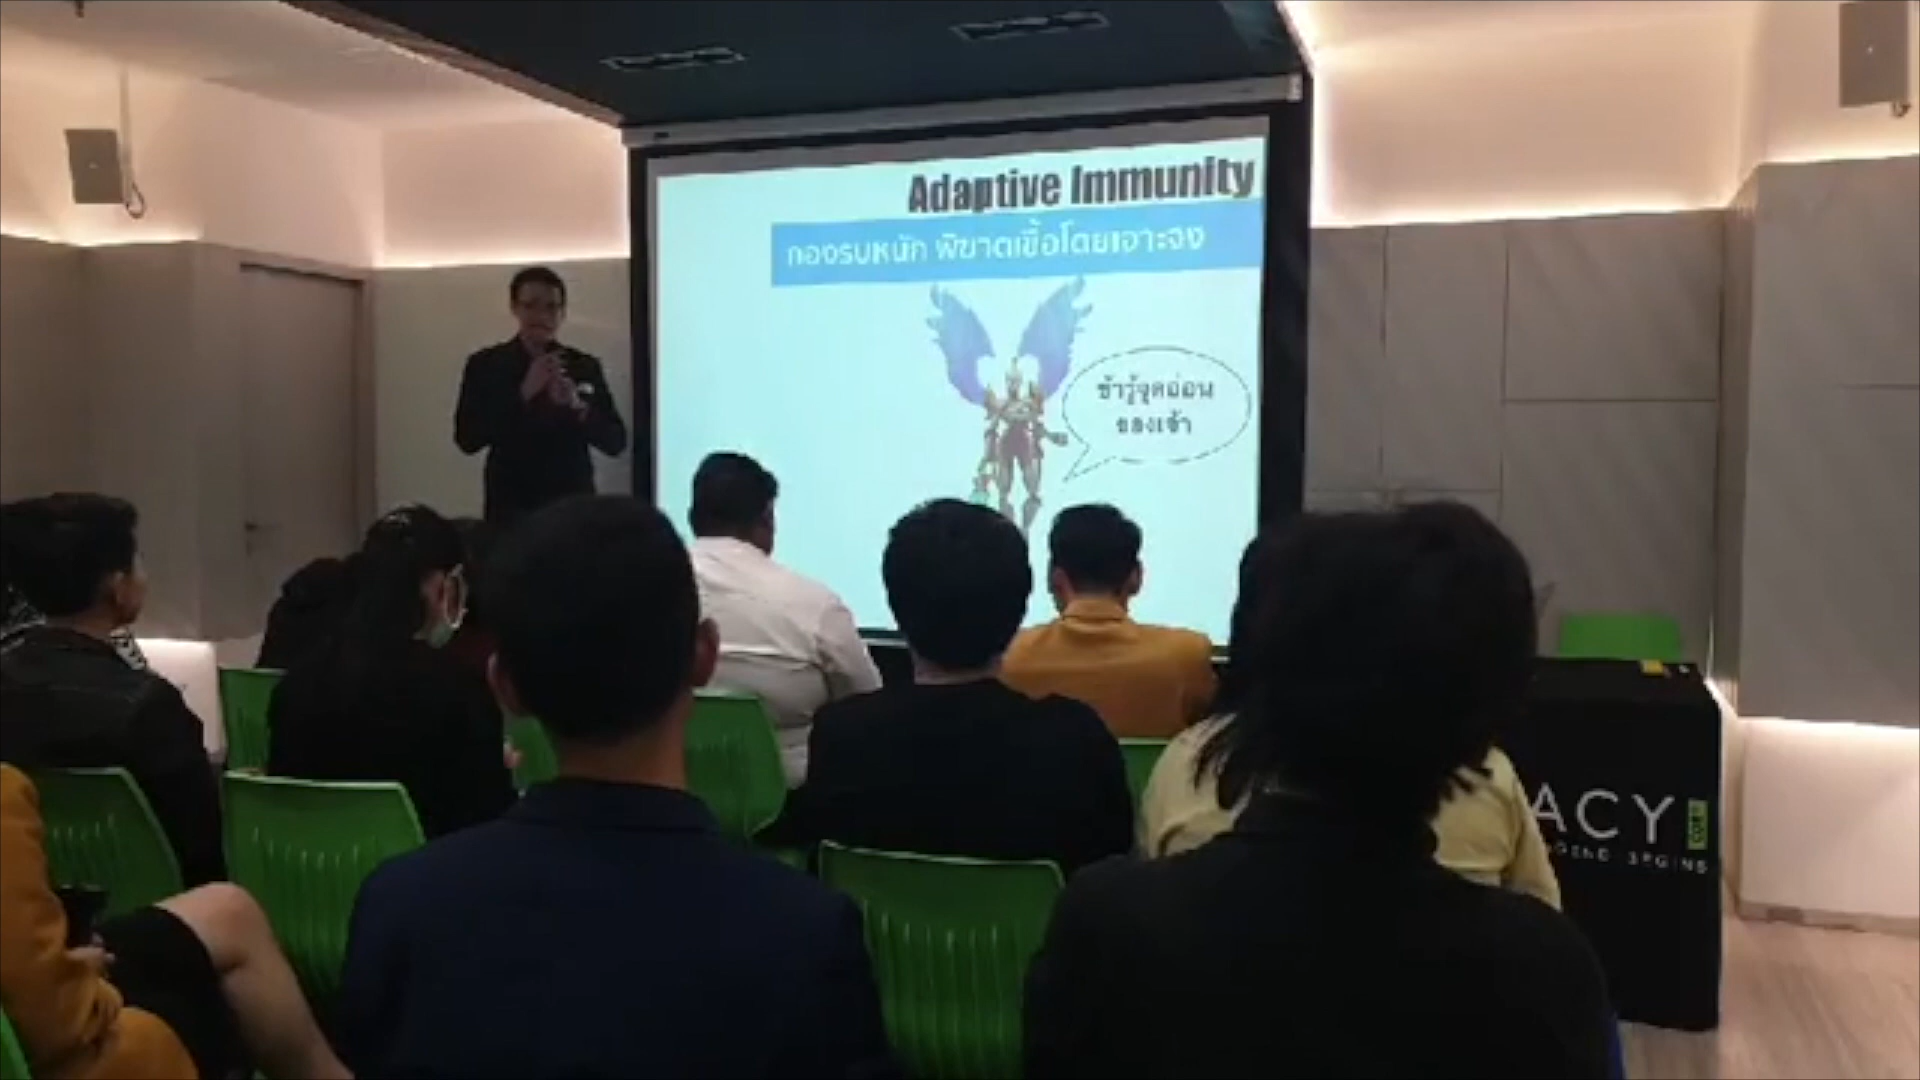 Adaptive Immunity
กองรบหนัก พิฆาตเชื้อโดยเจาะจง
ข้ารู้จุดอ่อน
ของเจ้า
ACY
BEGINS